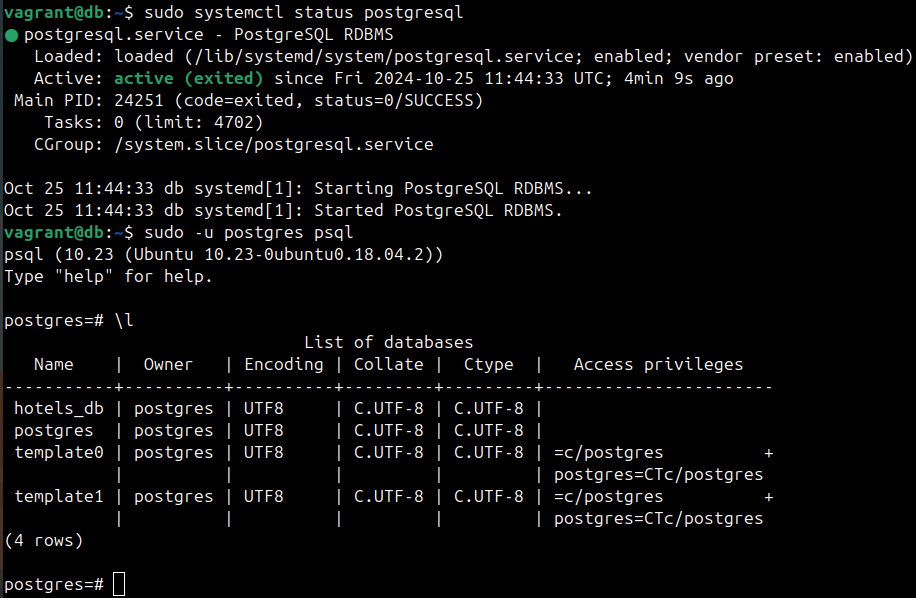 vagrant@db:~$ sudo systemctl status postgresql
● postgresql.service - PostgreSQL RDBMS
   Loaded: loaded (/lib/systemd/system/postgresql.service; enabled; vendor preset: enabled)
   Active: active (exited) since Fri 2024-10-25 11:44:33 UTC; 4min 9s ago
 Main PID: 24251 (code=exited, status=0/SUCCESS)
    Tasks: 0 (limit: 4702)
   CGroup: /system.slice/postgresql.service

Oct 25 11:44:33 db systemd[1]: Starting PostgreSQL RDBMS...
Oct 25 11:44:33 db systemd[1]: Started PostgreSQL RDBMS.
vagrant@db:~$ sudo -u postgres psql
psql (10.23 (Ubuntu 10.23-0ubuntu0.18.04.2))
Type "help" for help.

postgres=# \l
                              List of databases
   Name    |  Owner   | Encoding | Collate |  Ctype  |   Access privileges
-----------+----------+----------+---------+---------+-----------------------
 hotels_db | postgres | UTF8     | C.UTF-8 | C.UTF-8 |
 postgres  | postgres | UTF8     | C.UTF-8 | C.UTF-8 |
 template0 | postgres | UTF8     | C.UTF-8 | C.UTF-8 | =c/postgres          +
           |          |          |         |         | postgres=CTc/postgres
 template1 | postgres | UTF8     | C.UTF-8 | C.UTF-8 | =c/postgres          +
           |          |          |         |         | postgres=CTc/postgres
(4 rows)

postgres=#